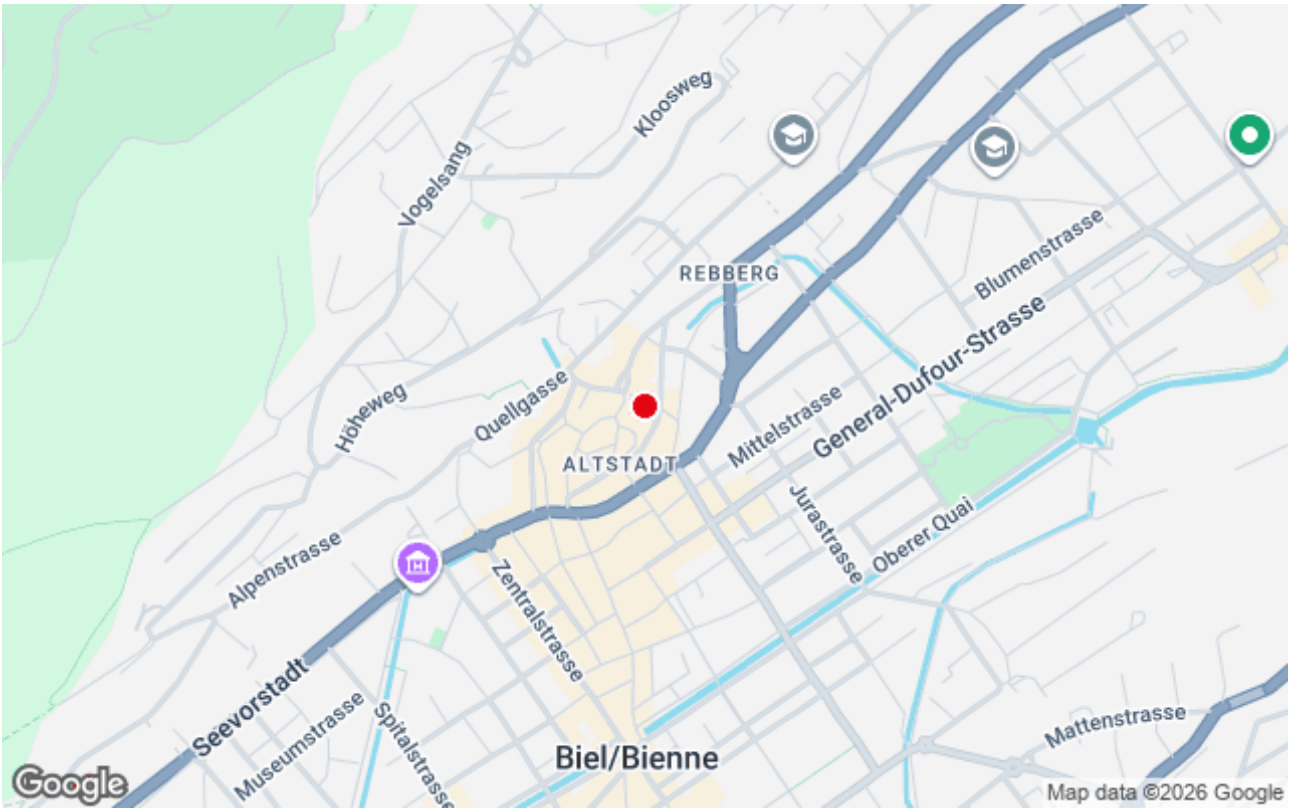 Kloosweg
Vogelsang
REBBERG
Blumenstrasse
General-Dufour-Strasse
Höheweg
Quellgasse
Mittelstrasse
ALTSTADT
Jurastrasse
Oberer Quai
Alpenstrasse
Zentralstrasse
Seevorstadt
Museumstrasse
Spitalstrasse
Mattenstrasse
Biel/Bienne
Google
Map data ©2026 Google